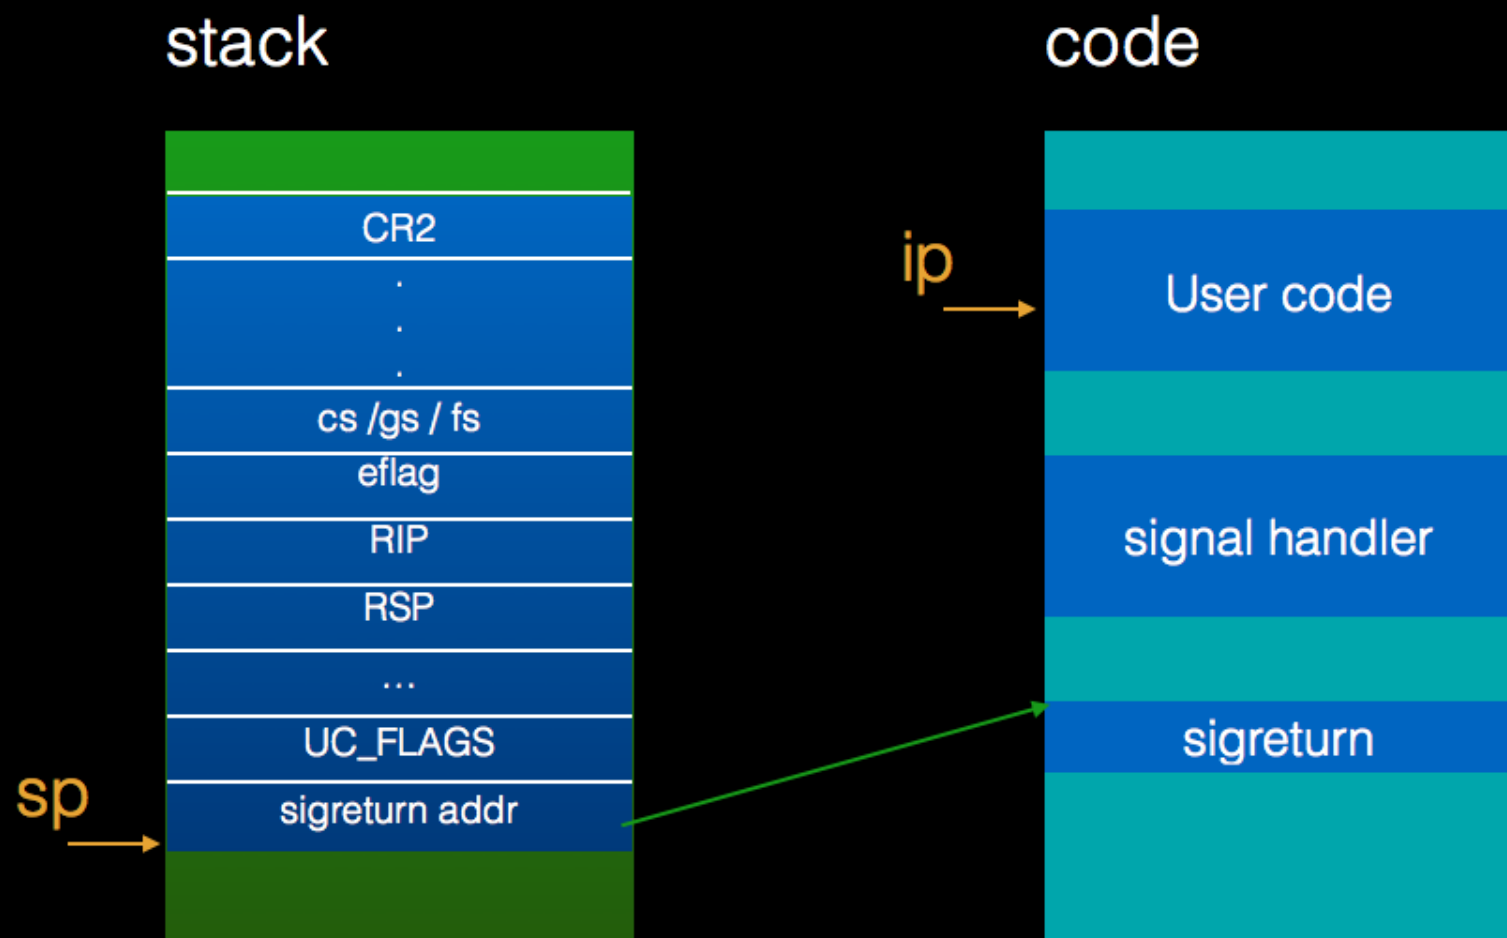 stack
code
CR2
.
.
.
cs /gs / fs
eflag
RIP
RSP
...
UC_FLAGS
sp
sigreturn addr
ip
User code
signal handler
sigreturn